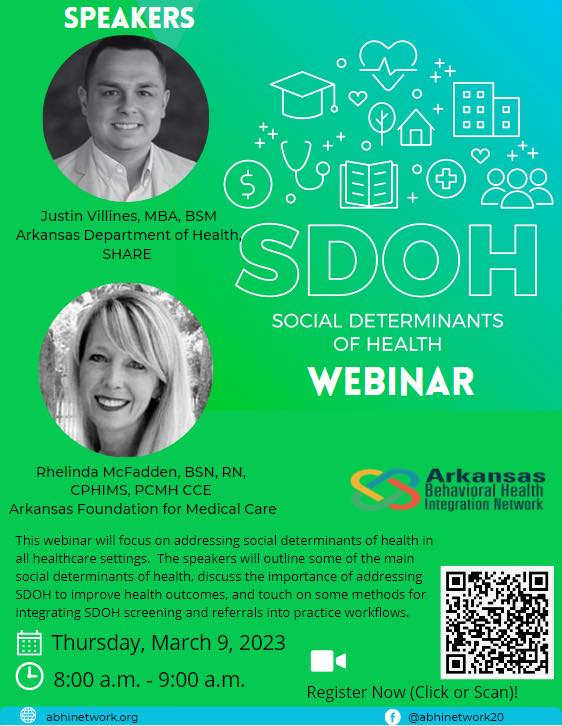 SPEAKERS
Justin Villines, MBA, BSM
Arkansas Department of Health,
SHARE
SDOH
SOCIAL DETERMINANTS
OF HEALTH
WEBINAR
Rhelinda McFadden, BSN, RN,
CPHIMS, PCMH CCE
Arkansas Foundation for Medical Care
Arkansas
Behavioral Health
Integration Network
This webinar will focus on addressing social determinants of health in
all healthcare settings.  The speakers will outline some of the main
social determinants of health, discuss the importance of addressing
SDOH to improve health outcomes, and touch on some methods for
integrating SDOH screening and referrals into practice workflows.
Thursday, March 9, 2023
8:00 a.m. - 9:00 a.m.
Register Now (Click or Scan)!
abhinetwork.org
@abhinetwork20